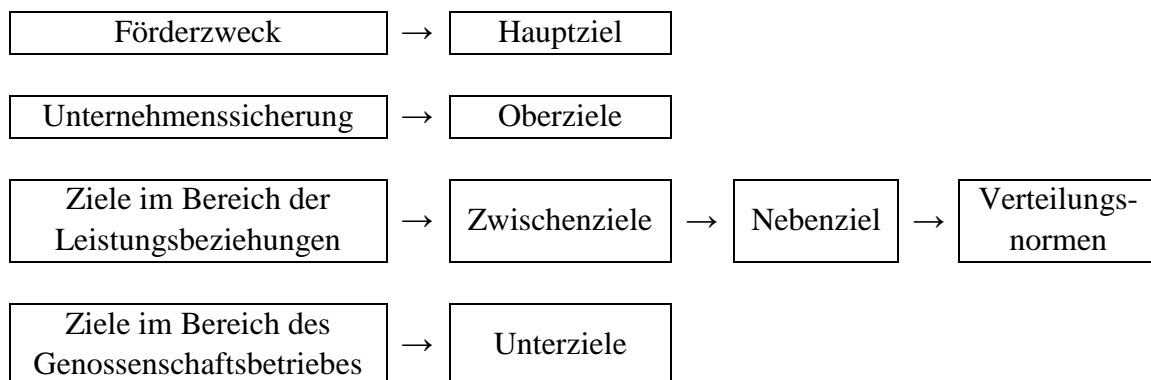 Förderzweck → Hauptziel
Unternehmenssicherung → Oberziele
Ziele im Bereich der
Leistungsbeziehungen → Zwischenziele → Nebenziel → Verteilungs-
normen
Ziele im Bereich des
Genossenschaftsbetriebes → Unterziele